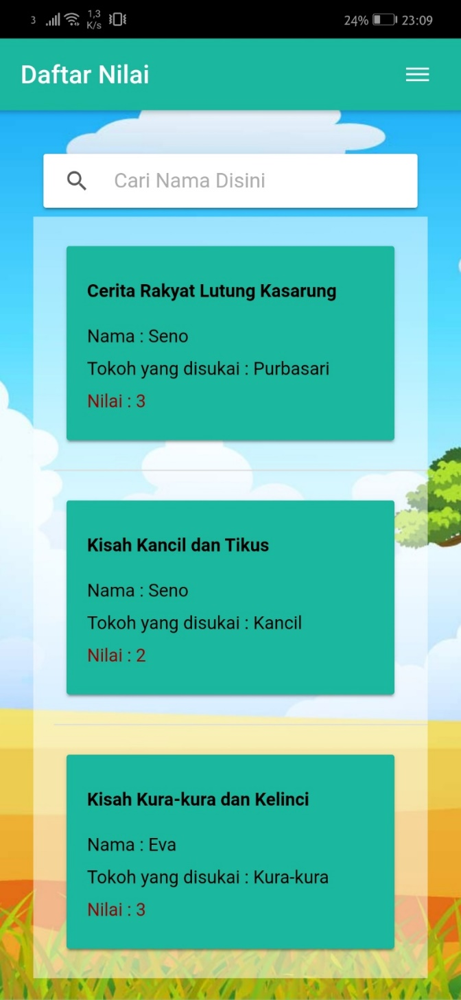 3 1,3 K/s 24% 23:09
Daftar Nilai
Cari Nama Disini
Cerita Rakyat Lutung Kasarung
Nama : Seno
Tokoh yang disukai : Purbasari
Nilai : 3
Kisah Kancil dan Tikus
Nama : Seno
Tokoh yang disukai : Kancil
Nilai : 2
Kisah Kura-kura dan Kelinci
Nama : Eva
Tokoh yang disukai : Kura-kura
Nilai : 3